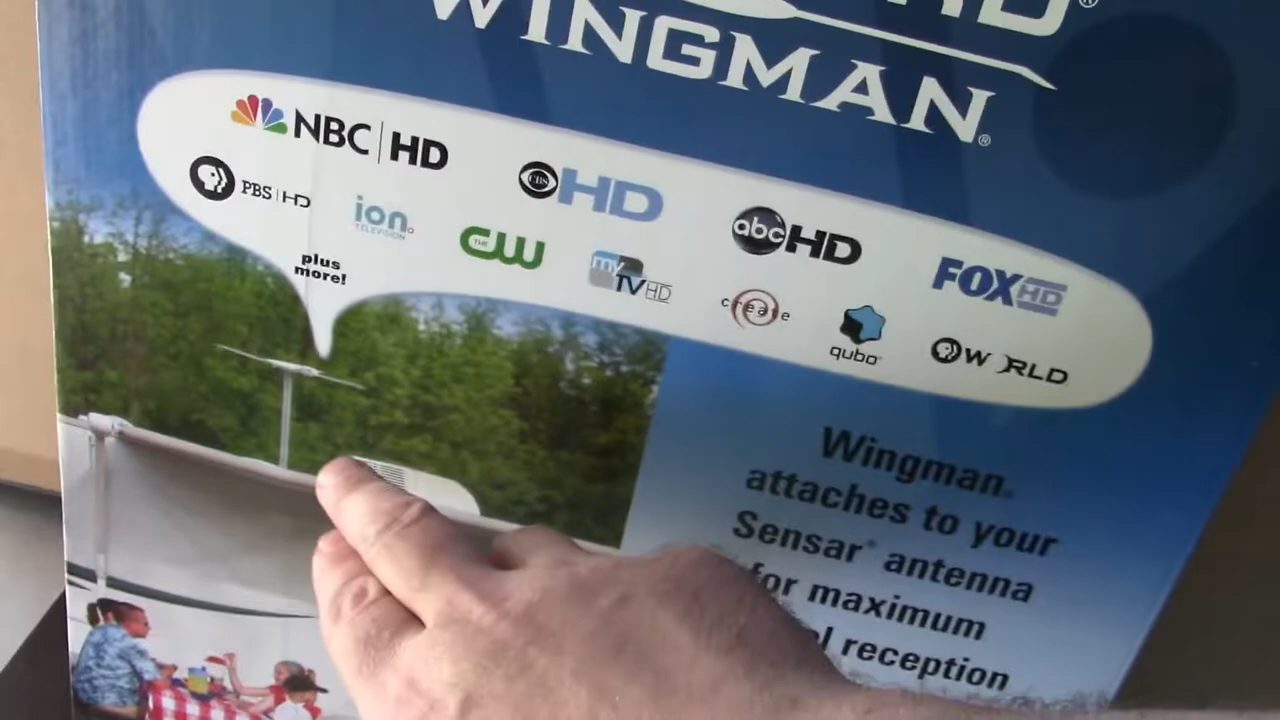 HD®
WINGMAN®
NBC HD
CBS HD
abc HD
FOX HD
PBS HD
ion
TELEVISION
THE CW
my TV HD
create
qubo
WORLD
plus
more!
Wingman®
attaches to your
Sensar® antenna
for maximum
reception